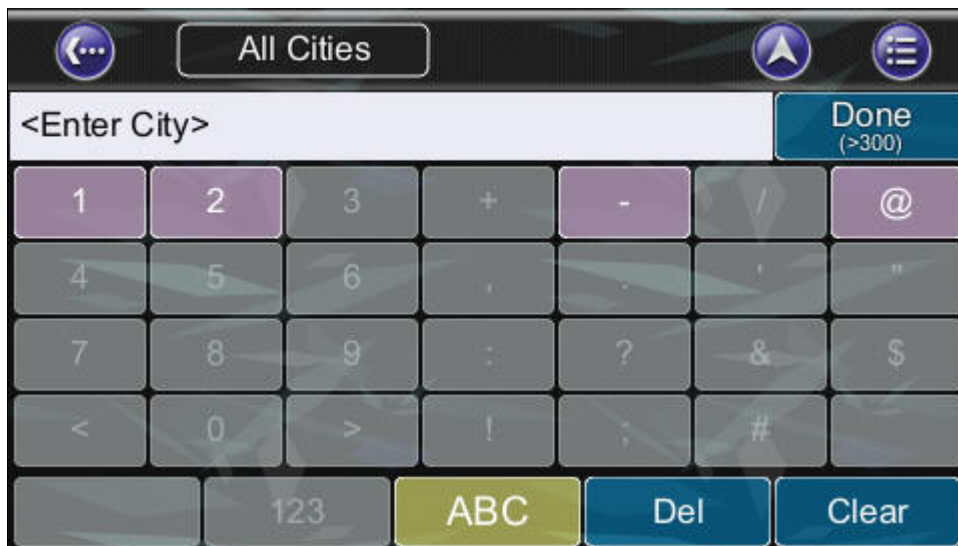 All Cities
<Enter City>
Done
(>300)
1 2 3 + - / @
4 5 6 , . ' "
7 8 9 : ? & $
< 0 > ! ; #
123 ABC Del Clear